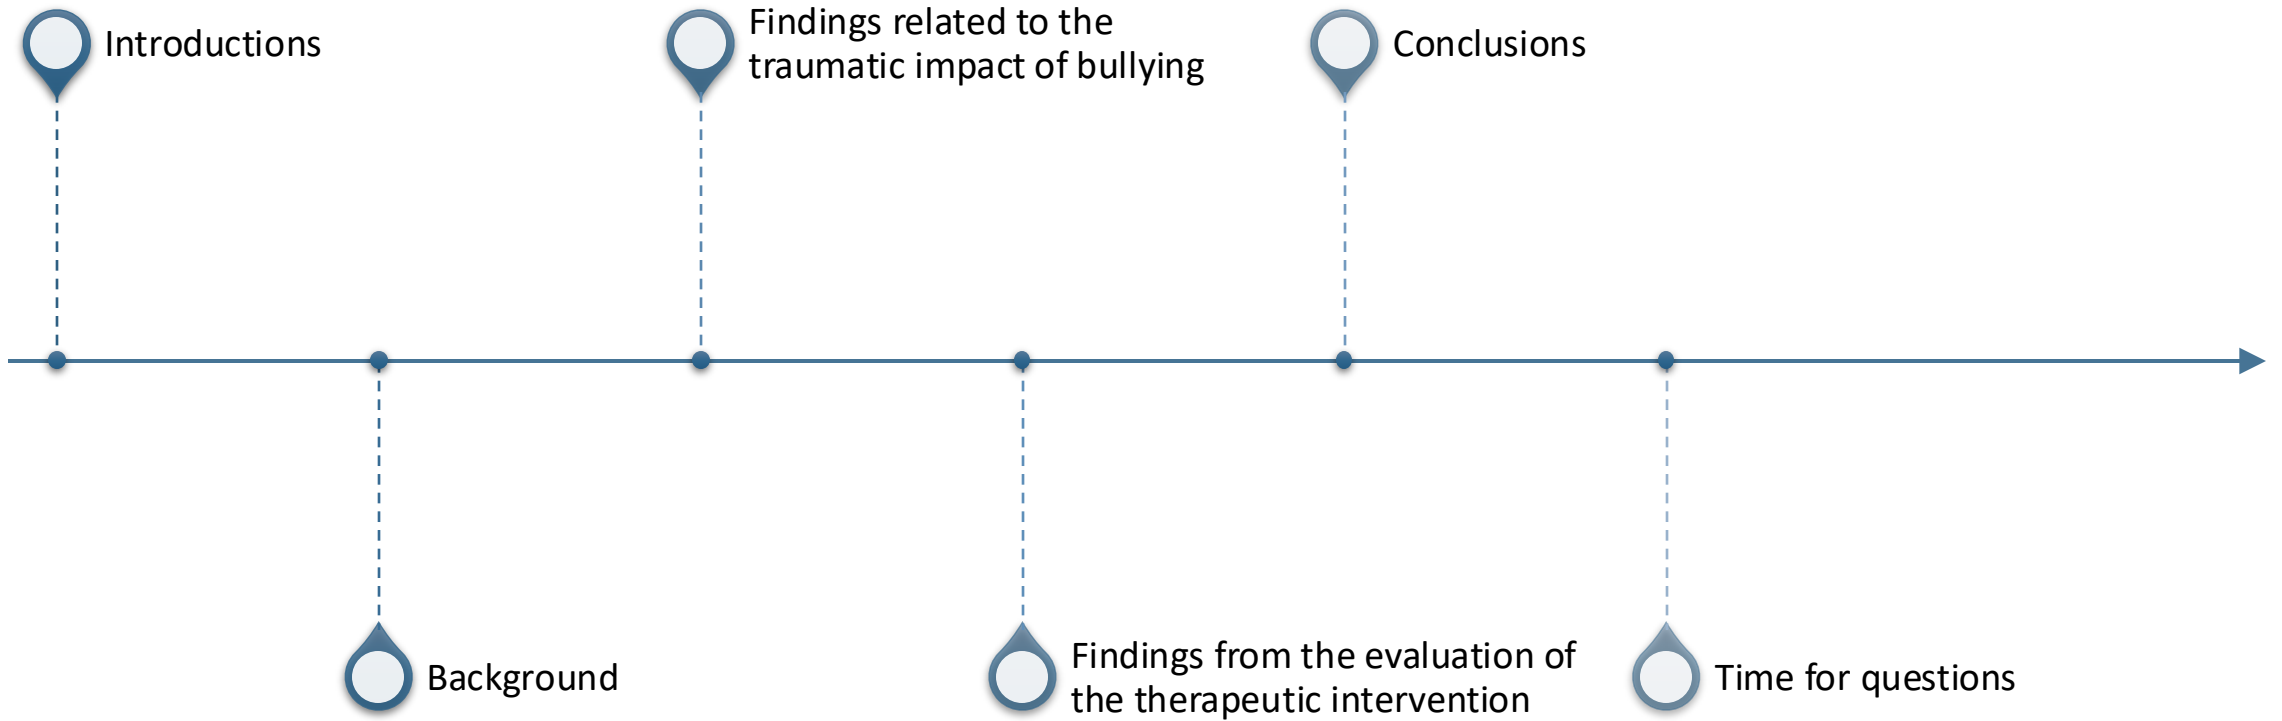 Introductions
Background
Findings related to the
traumatic impact of bullying
Findings from the evaluation of
the therapeutic intervention
Conclusions
Time for questions